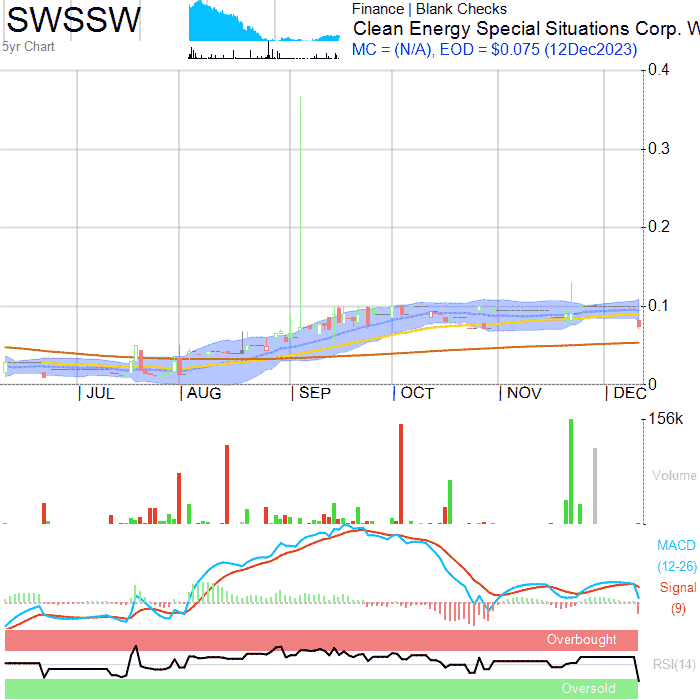 SWSSW
5yr Chart
Finance | Blank Checks
Clean Energy Special Situations Corp. W
MC = (N/A), EOD = $0.075 (12Dec2023)
0.4
0.3
0.2
0.1
0
| JUL | AUG | SEP | OCT | NOV | DEC
156k
Volume
MACD
(12-26)
Signal
(9)
Overbought
RSI(14)
Oversold